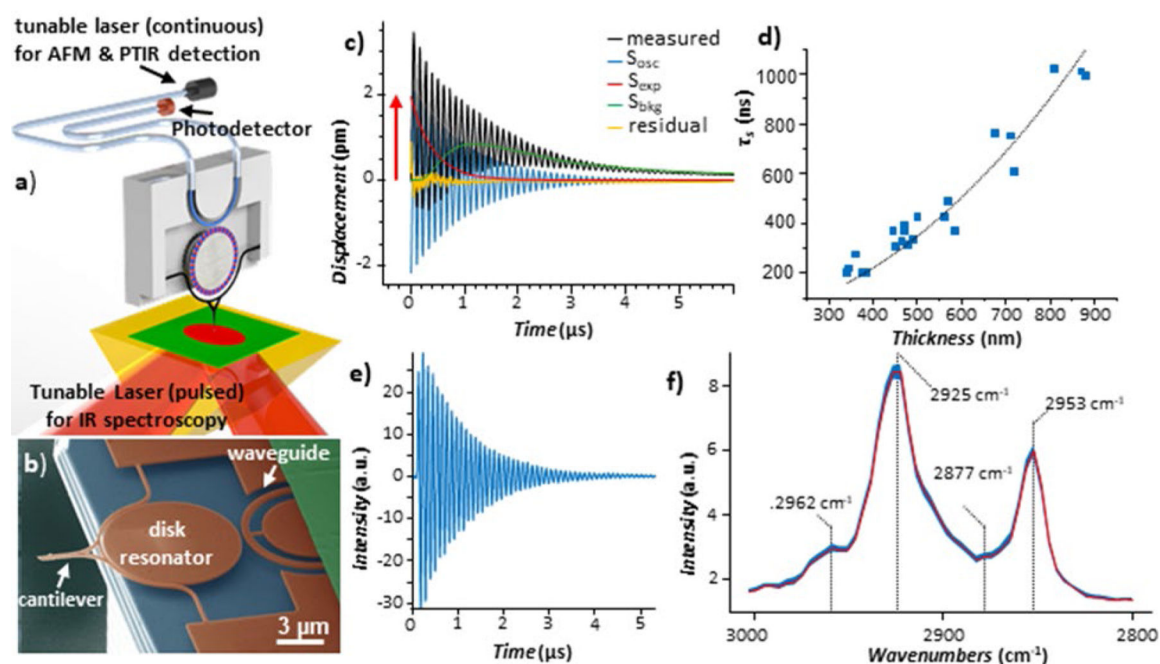 tunable laser (continuous)
for AFM & PTIR detection
Photodetector
a)
Tunable Laser (pulsed)
for IR spectroscopy
b)
waveguide
disk
resonator
cantilever
3 µm
c)
measured
Sosc
Sexp
Sbkg
residual
Displacement (pm)
2
0
-2
0 1 2 3 4 5
Time (µs)
d)
τs (ns)
1000
800
600
400
200
300 400 500 600 700 800 900
Thickness (nm)
e)
intensity (a.u.)
20
10
0
-10
-20
-30
0 1 2 3 4 5
Time (µs)
f)
2925 cm-1
2953 cm-1
2877 cm-1
.2962 cm-1
Intensity (a.u.)
8
6
4
2
3000 2900 2800
Wavenumbers (cm-1)